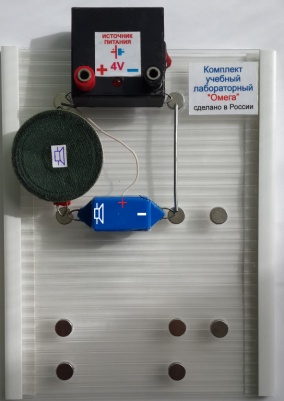 ИСТОЧНИК
ПИТАНИЯ
4V
+ −
Комплект
учебный
лабораторный
"Омега"
сделано в России
+ −